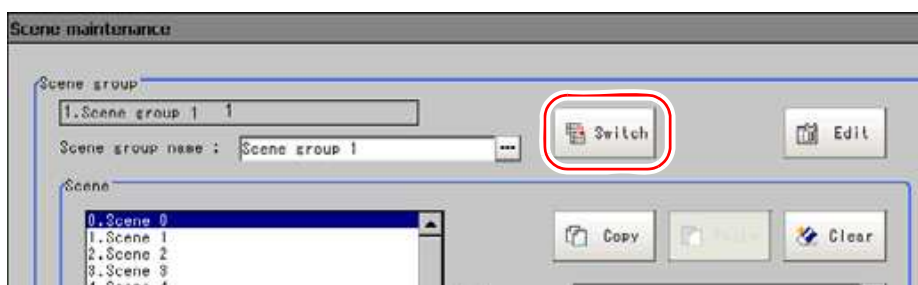 Scene maintenance
Scene group
1.Scene group 1 1
Switch
Edit
Scene group name : Scene group 1 ...
Scene
0.Scene 0
1.Scene 1
2.Scene 2
3.Scene 3
Copy
Clear